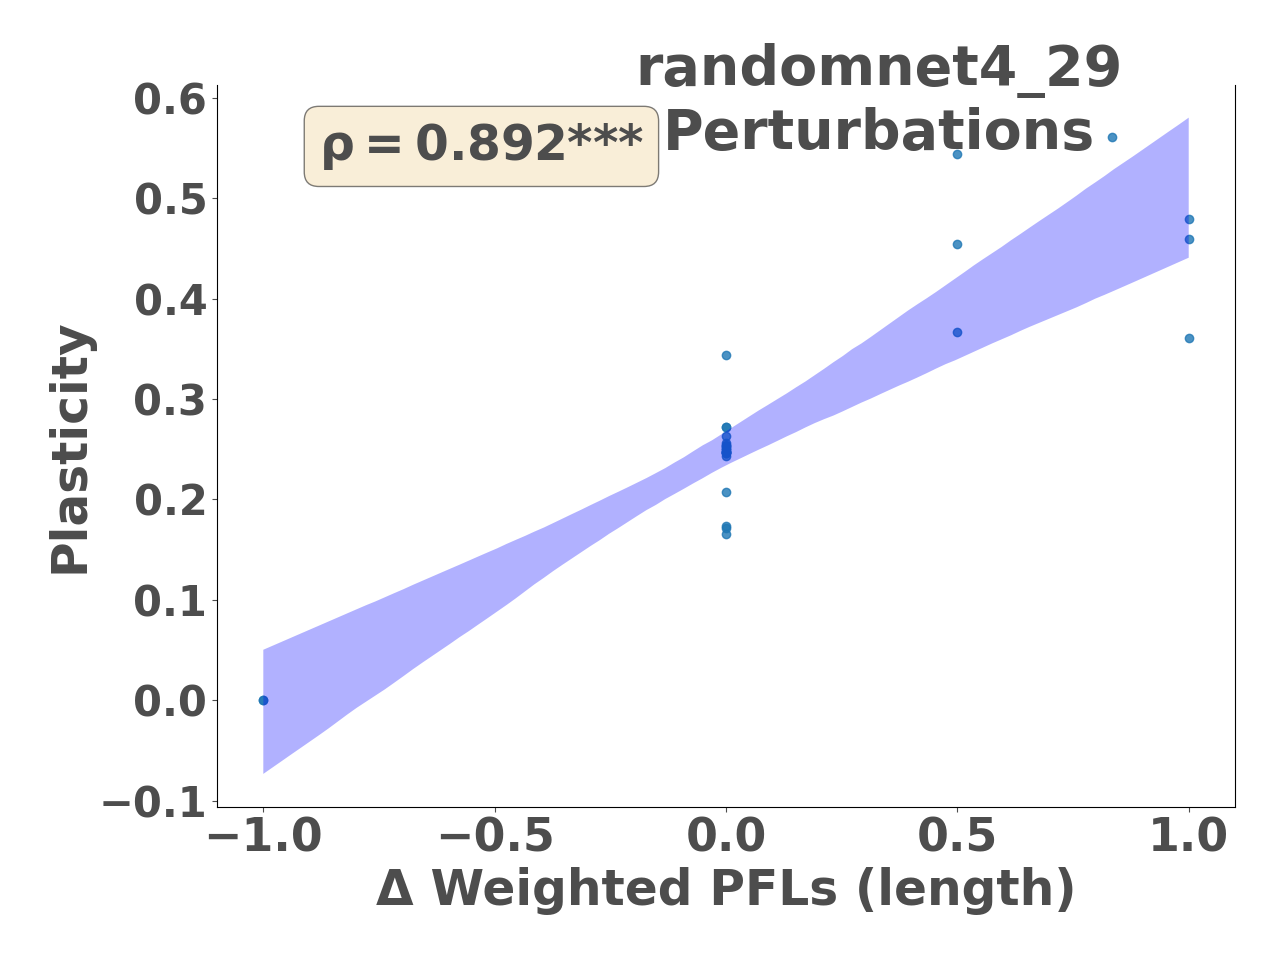 randomnet4_29
Perturbations
ρ = 0.892***
0.6
0.5
0.4
0.3
0.2
0.1
0.0
−0.1
Plasticity
−1.0
−0.5
0.0
0.5
1.0
Δ Weighted PFLs (length)